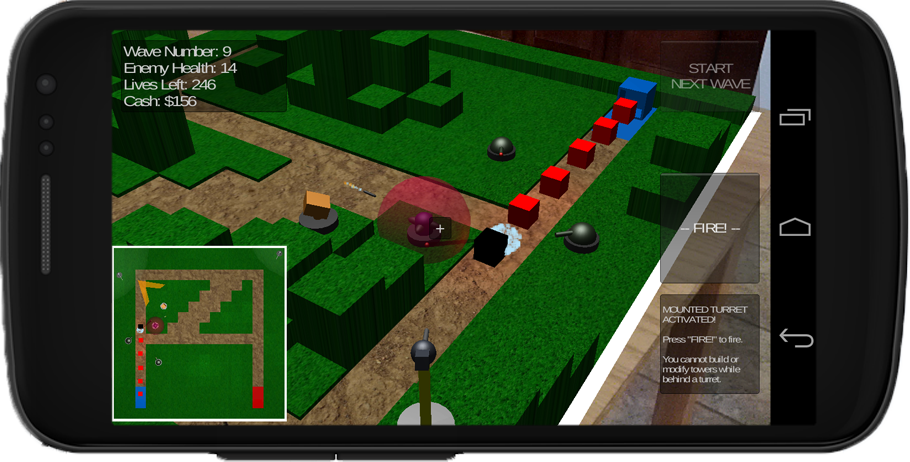 Wave Number: 9
Enemy Health: 14
Lives Left: 246
Cash: $156
START
NEXT WAVE
-- FIRE! --
MOUNTED TURRET
ACTIVATED!
Press "FIRE!" to fire.
You cannot build or
modify towers while
behind a turret.